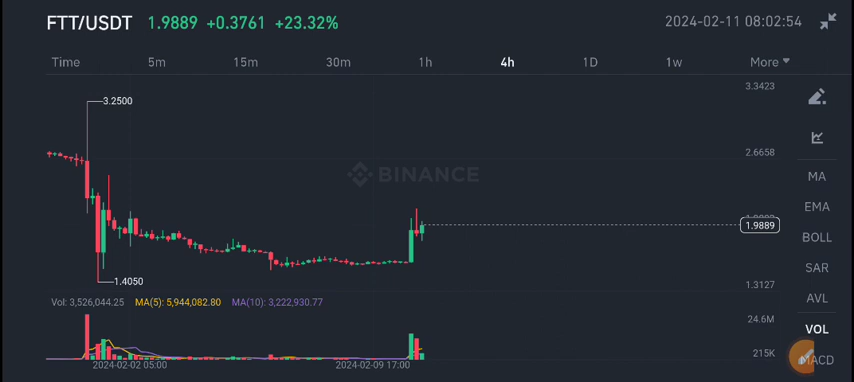 FTT/USDT 1.9889 +0.3761 +23.32% 2024-02-11 08:02:54
Time 5m 15m 30m 1h 4h 1D 1w More
3.3423
3.2500
2.6658
BINANCE
MA
EMA
1.9889
BOLL
SAR
1.4050
1.3127
AVL
Vol: 3,526,044.25 MA(5): 5,944,082.80 MA(10): 3,222,930.77
24.6M
VOL
215K
MACD
2024-02-02 05:00 2024-02-09 17:00